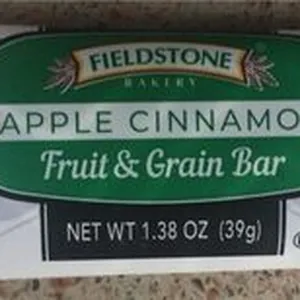 FIELDSTONE
BAKERY
APPLE CINNAMO
Fruit & Grain Bar
NET WT 1.38 OZ (39g)